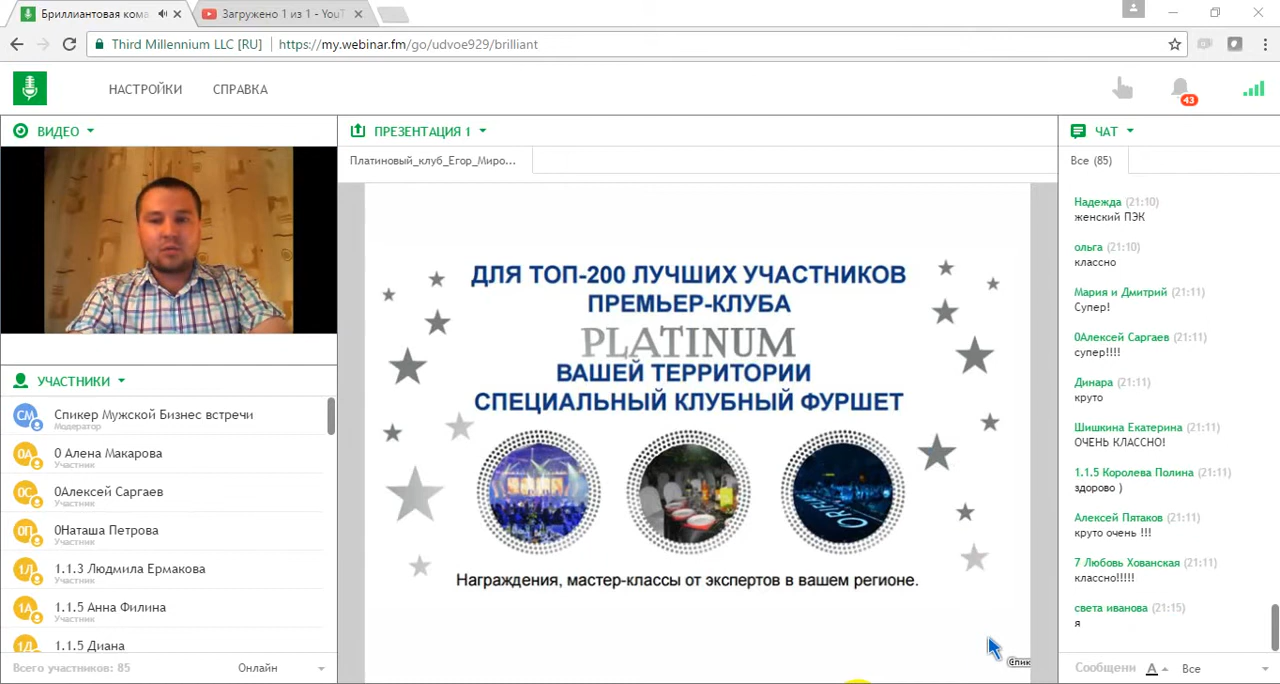 Бриллиантовая кома
Загружено 1 из 1 - YouT
Third Millennium LLC [RU]
https://my.webinar.fm/go/udvoe929/brilliant
НАСТРОЙКИ
СПРАВКА
43
ВИДЕО
ПРЕЗЕНТАЦИЯ 1
ЧАТ
Платиновый_клуб_Егор_Миро...
Все (85)
ДЛЯ ТОП-200 ЛУЧШИХ УЧАСТНИКОВ
ПРЕМЬЕР-КЛУБА
PLATINUM
ВАШЕЙ ТЕРРИТОРИИ
СПЕЦИАЛЬНЫЙ КЛУБНЫЙ ФУРШЕТ
ORIFLAME
Награждения, мастер-классы от экспертов в вашем регионе.
УЧАСТНИКИ
СМ
Спикер Мужской Бизнес встречи
Модератор
0А
0 Алена Макарова
Участник
0С
0Алексей Саргаев
Участник
0П
0Наташа Петрова
Участник
1Л
1.1.3 Людмила Ермакова
Участник
1А
1.1.5 Анна Филина
Участник
1Д
1.1.5 Диана
Всего участников: 85
Онлайн
Надежда (21:10)
женский ПЭК
ольга (21:10)
классно
Мария и Дмитрий (21:11)
Супер!
0Алексей Саргаев (21:11)
супер!!!!
Динара (21:11)
круто
Шишкина Екатерина (21:11)
ОЧЕНЬ КЛАССНО!
1.1.5 Королева Полина (21:11)
здорово )
Алексей Пятаков (21:11)
круто очень !!!
7 Любовь Хованская (21:11)
классно!!!!!
света иванова (21:15)
я
Сообщени
А
Все